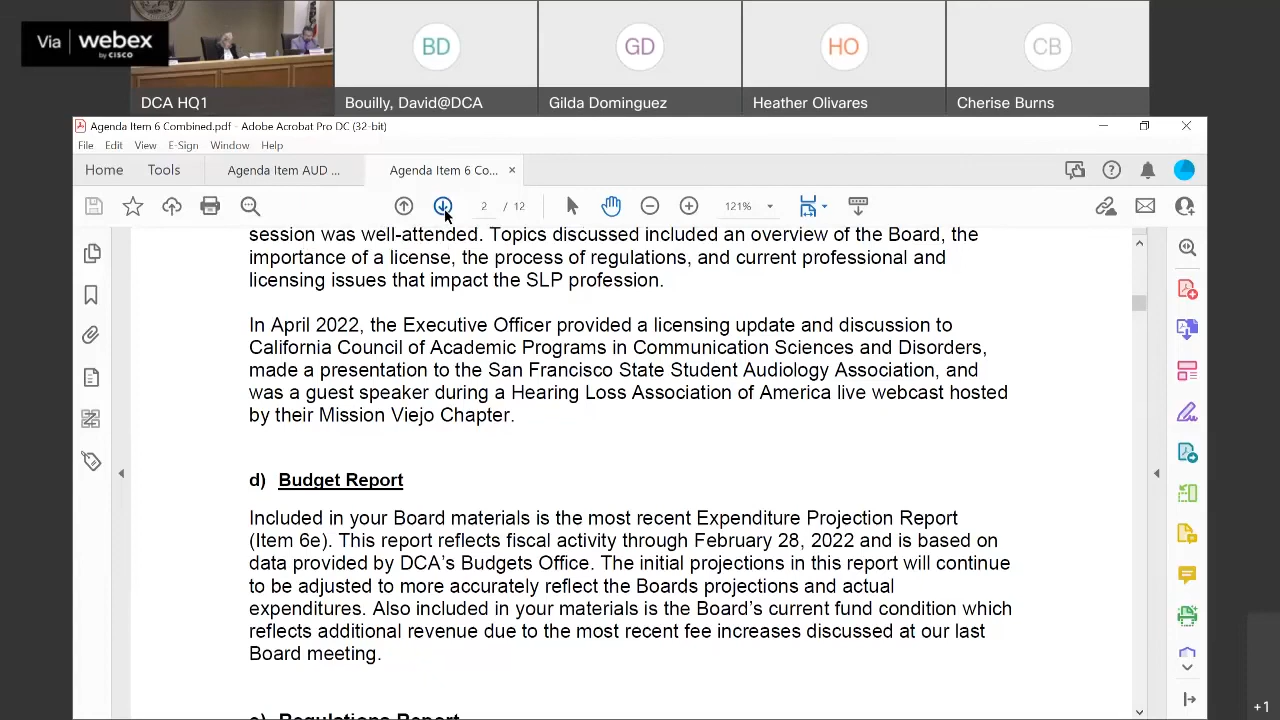 Via webex
by CISCO
BD
GD
HO
CB
DCA HQ1
Bouilly, David@DCA
Gilda Dominguez
Heather Olivares
Cherise Burns
Agenda Item 6 Combined.pdf - Adobe Acrobat Pro DC (32-bit)
File Edit View E-Sign Window Help
Home Tools Agenda Item AUD ... Agenda Item 6 Co... ×
2 / 12 121%
session was well-attended. Topics discussed included an overview of the Board, the
importance of a license, the process of regulations, and current professional and
licensing issues that impact the SLP profession.
In April 2022, the Executive Officer provided a licensing update and discussion to
California Council of Academic Programs in Communication Sciences and Disorders,
made a presentation to the San Francisco State Student Audiology Association, and
was a guest speaker during a Hearing Loss Association of America live webcast hosted
by their Mission Viejo Chapter.
d) Budget Report
Included in your Board materials is the most recent Expenditure Projection Report
(Item 6e). This report reflects fiscal activity through February 28, 2022 and is based on
data provided by DCA's Budgets Office. The initial projections in this report will continue
to be adjusted to more accurately reflect the Boards projections and actual
expenditures. Also included in your materials is the Board's current fund condition which
reflects additional revenue due to the most recent fee increases discussed at our last
Board meeting.
e) Regulations Report
+1